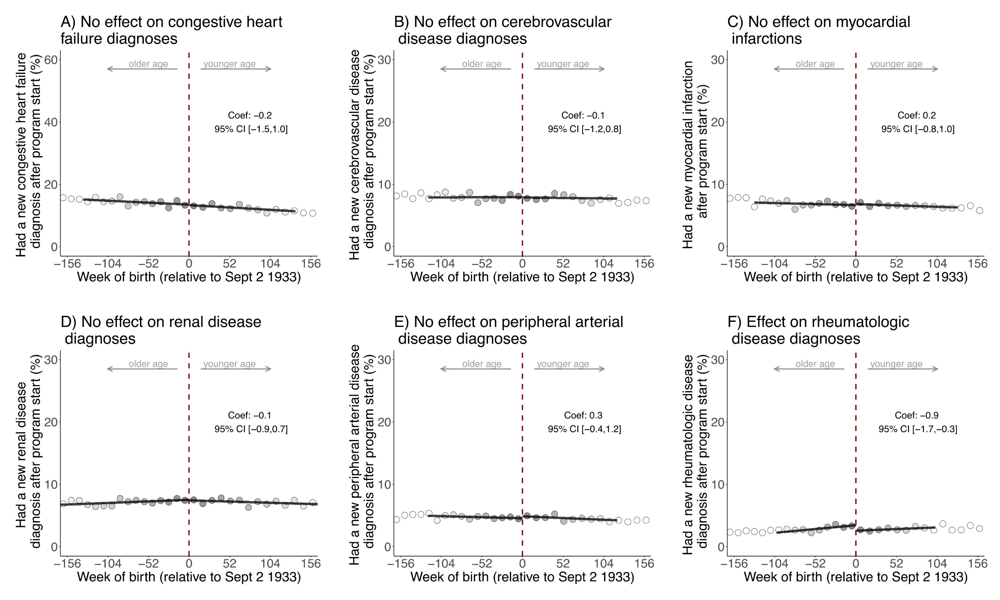 A) No effect on congestive heart
failure diagnoses
Had a new congestive heart failure
diagnosis after program start (%)
60
40
20
0
older age
younger age
Coef: −0.2
95% CI [−1.5,1.0]
−156 −104 −52 0 52 104 156
Week of birth (relative to Sept 2 1933)
B) No effect on cerebrovascular
disease diagnoses
Had a new cerebrovascular disease
diagnosis after program start (%)
30
20
10
0
older age
younger age
Coef: −0.1
95% CI [−1.2,0.8]
−156 −104 −52 0 52 104 156
Week of birth (relative to Sept 2 1933)
C) No effect on myocardial
infarctions
Had a new myocardial infarction
after program start (%)
30
20
10
0
older age
younger age
Coef: 0.2
95% CI [−0.8,1.0]
−156 −104 −52 0 52 104 156
Week of birth (relative to Sept 2 1933)
D) No effect on renal disease
diagnoses
Had a new renal disease
diagnosis after program start (%)
30
20
10
0
older age
younger age
Coef: −0.1
95% CI [−0.9,0.7]
−156 −104 −52 0 52 104 156
Week of birth (relative to Sept 2 1933)
E) No effect on peripheral arterial
disease diagnoses
Had a new peripheral arterial disease
diagnosis after program start (%)
30
20
10
0
older age
younger age
Coef: 0.3
95% CI [−0.4,1.2]
−156 −104 −52 0 52 104 156
Week of birth (relative to Sept 2 1933)
F) Effect on rheumatologic
disease diagnoses
Had a new rheumatologic disease
diagnosis after program start (%)
30
20
10
0
older age
younger age
Coef: −0.9
95% CI [−1.7,−0.3]
−156 −104 −52 0 52 104 156
Week of birth (relative to Sept 2 1933)